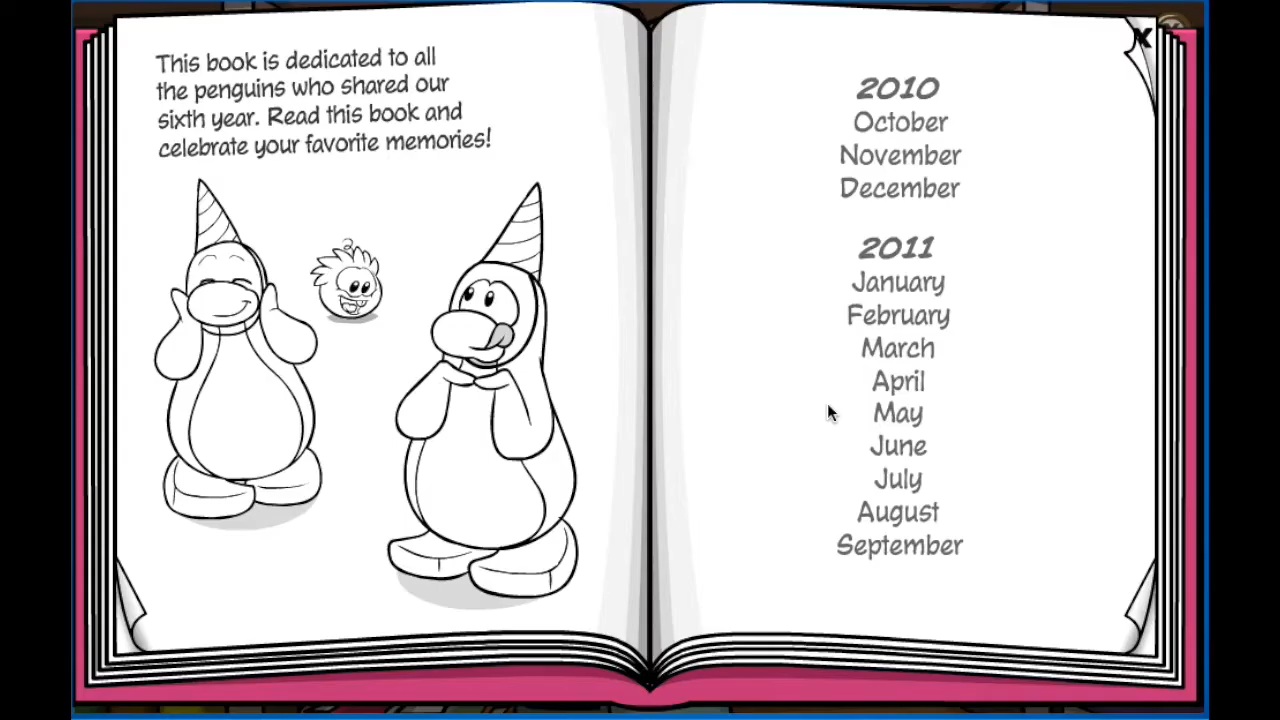 This book is dedicated to all
the penguins who shared our
sixth year. Read this book and
celebrate your favorite memories!
2010
October
November
December
2011
January
February
March
April
May
June
July
August
September
X